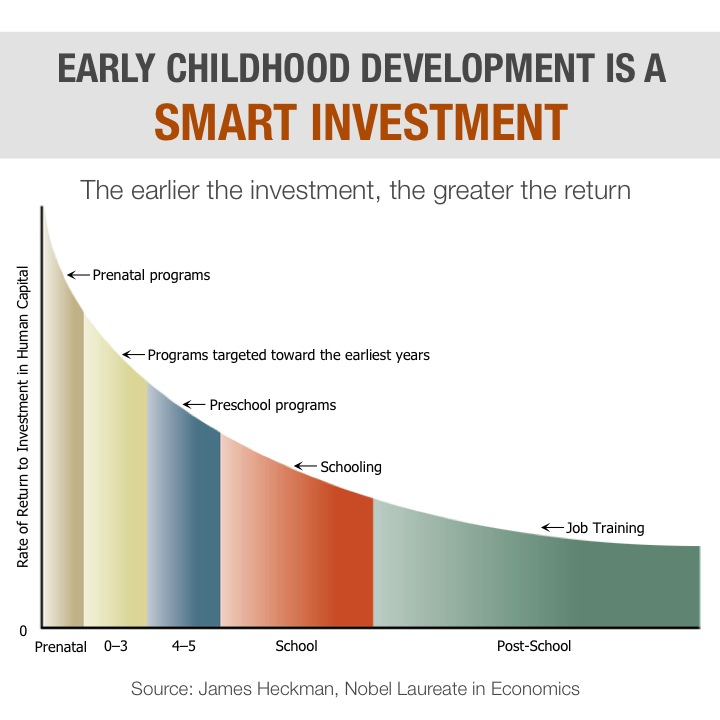 EARLY CHILDHOOD DEVELOPMENT IS A
SMART INVESTMENT
The earlier the investment, the greater the return
Rate of Return to Investment in Human Capital
Prenatal programs
Programs targeted toward the earliest years
Preschool programs
Schooling
Job Training
0
Prenatal
0–3
4–5
School
Post-School
Source: James Heckman, Nobel Laureate in Economics